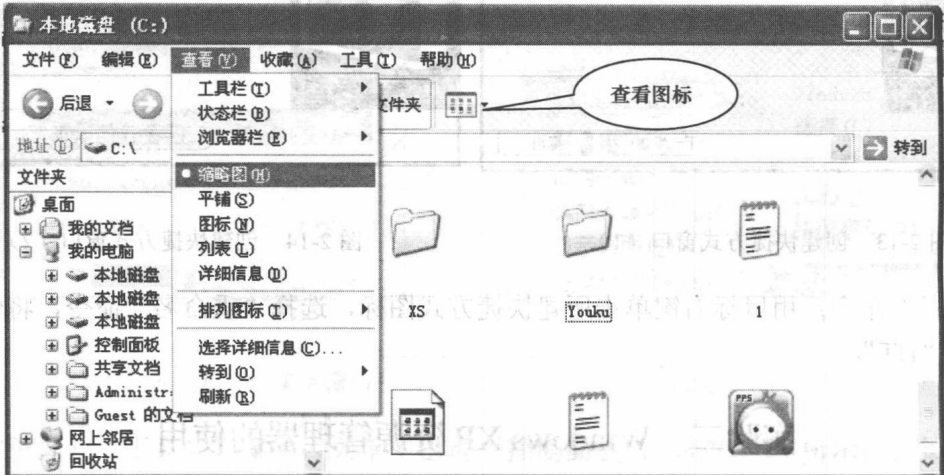 本地磁盘 (C:)
文件(F) 编辑(E) 查看(V) 收藏(A) 工具(T) 帮助(H)
后退 文件夹 查看图标
地址(D) C:\ 转到
文件夹
桌面
我的文档
我的电脑
本地磁盘
本地磁盘
本地磁盘
控制面板
共享文档
Administr
Guest 的文档
网上邻居
回收站
工具栏(T)
状态栏(B)
浏览器栏(E)
缩略图(H)
平铺(S)
图标(N)
列表(L)
详细信息(D)
排列图标(I)
选择详细信息(C)...
转到(O)
刷新(R)
XS Youku 1
PPS